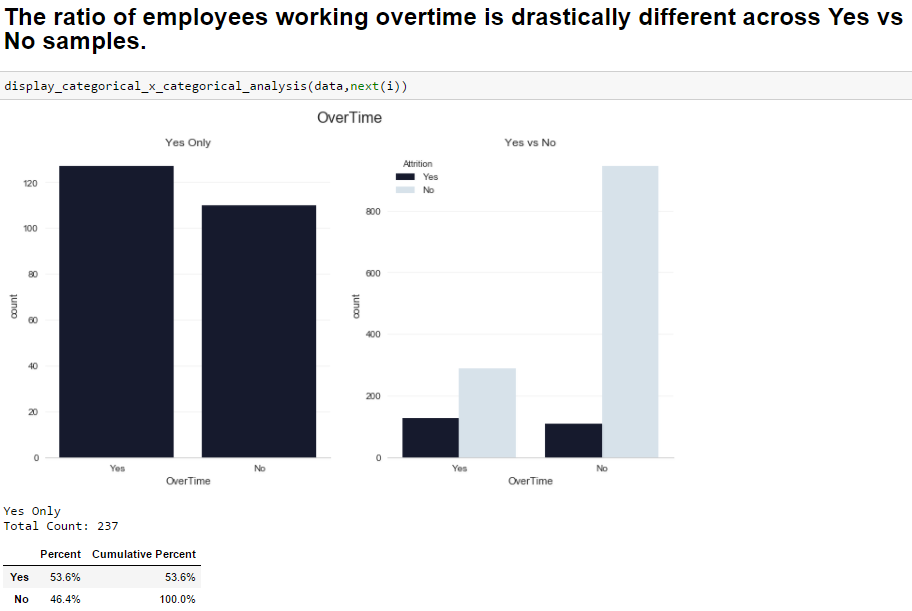 The ratio of employees working overtime is drastically different across Yes vs
No samples.
display_categorical_x_categorical_analysis(data,next(i))
OverTime
Yes Only
120
100
80
60
40
20
0
count
Yes No
OverTime
Yes vs No
Attrition
Yes
No
800
600
400
200
0
count
Yes No
OverTime
Yes Only
Total Count: 237
Percent Cumulative Percent
Yes 53.6% 53.6%
No 46.4% 100.0%